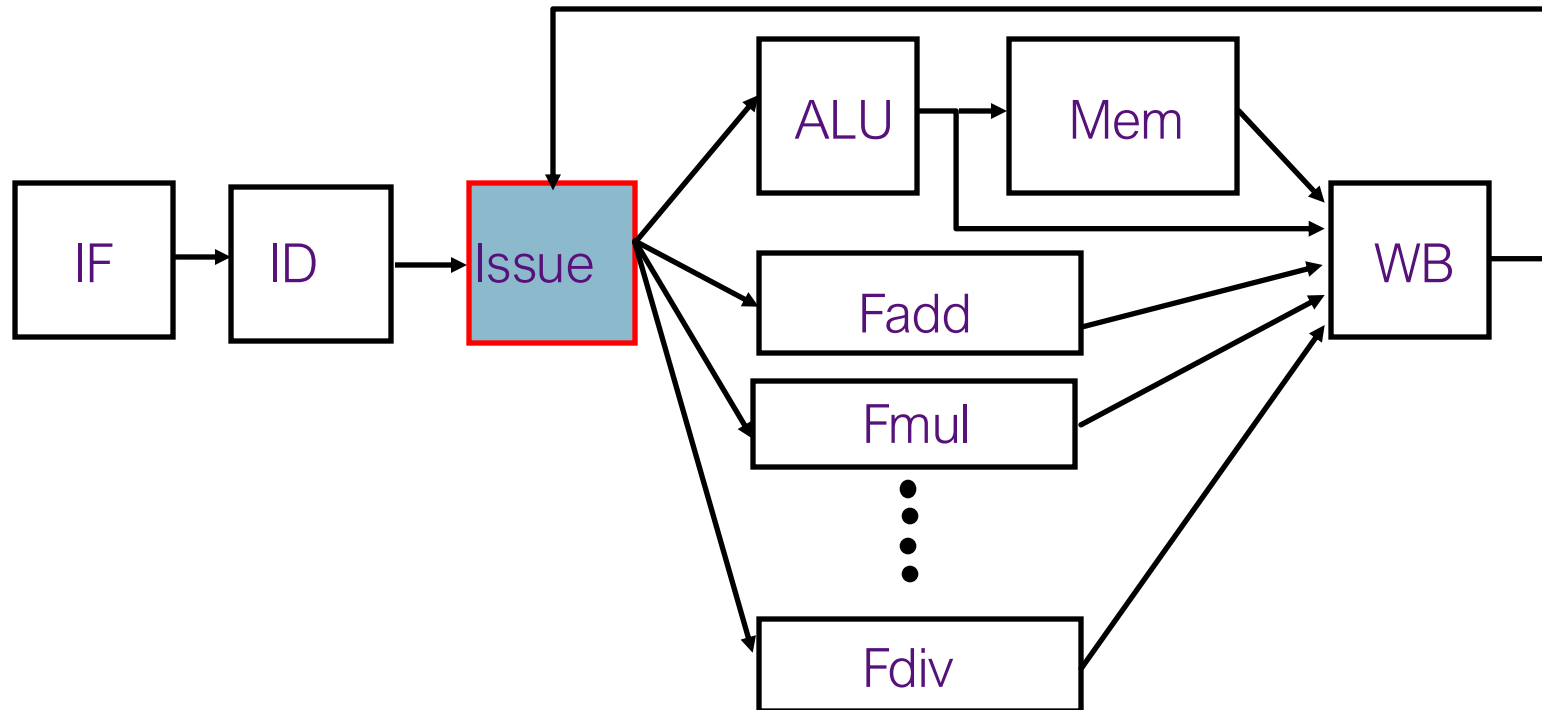 ALU
Mem
IF
ID
Issue
WB
Fadd
Fmul
Fdiv